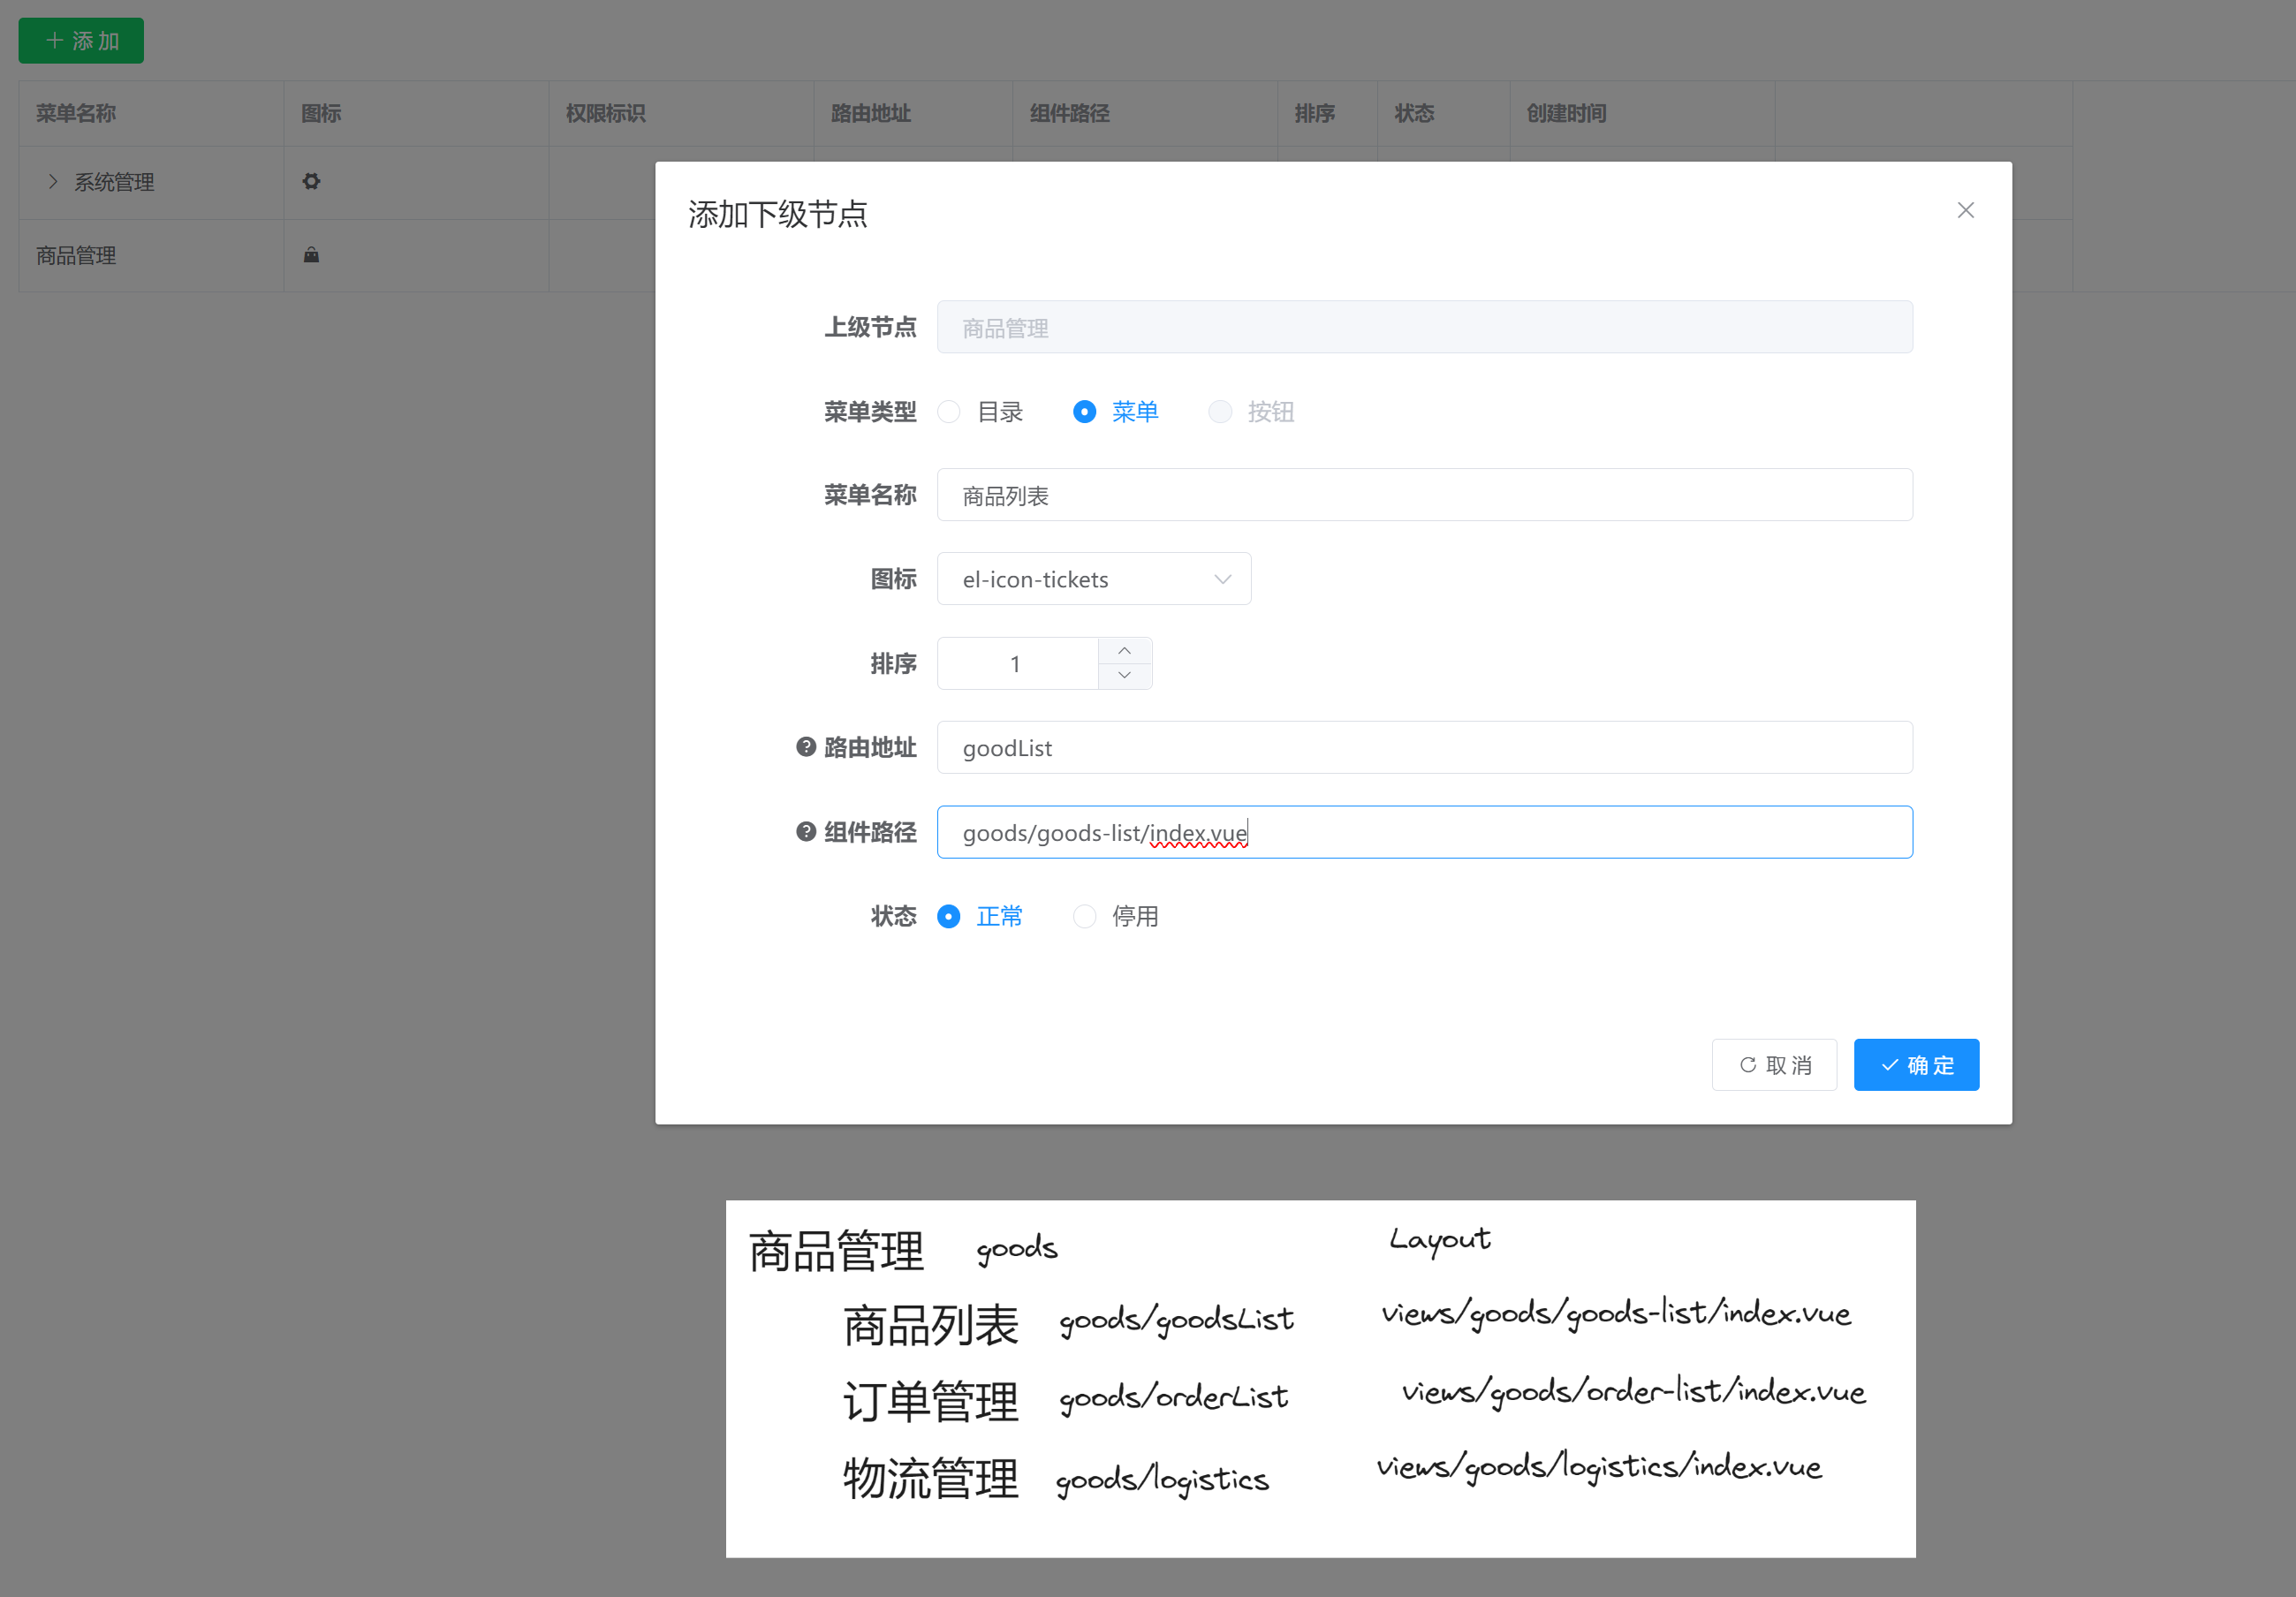 添加
菜单名称 图标 权限标识 路由地址 组件路径 排序 状态 创建时间
系统管理
商品管理
添加下级节点
上级节点 商品管理
菜单类型 目录 菜单 按钮
菜单名称 商品列表
图标 el-icon-tickets
排序 1
路由地址 goodList
组件路径 goods/goods-list/index.vue
状态 正常 停用
取消 确定
商品管理 goods Layout
商品列表 goods/goodsList views/goods/goods-list/index.vue
订单管理 goods/orderList views/goods/order-list/index.vue
物流管理 goods/logistics views/goods/logistics/index.vue